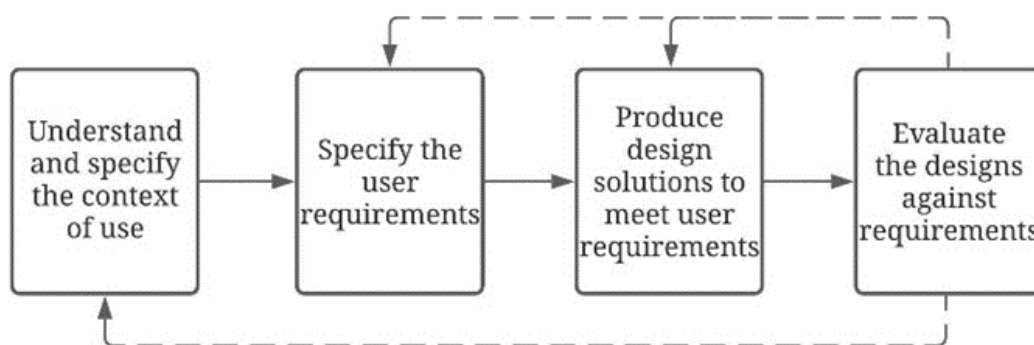 Understand
and specify
the context
of use
Specify the
user
requirements
Produce
design
solutions to
meet user
requirements
Evaluate
the designs
against
requirements